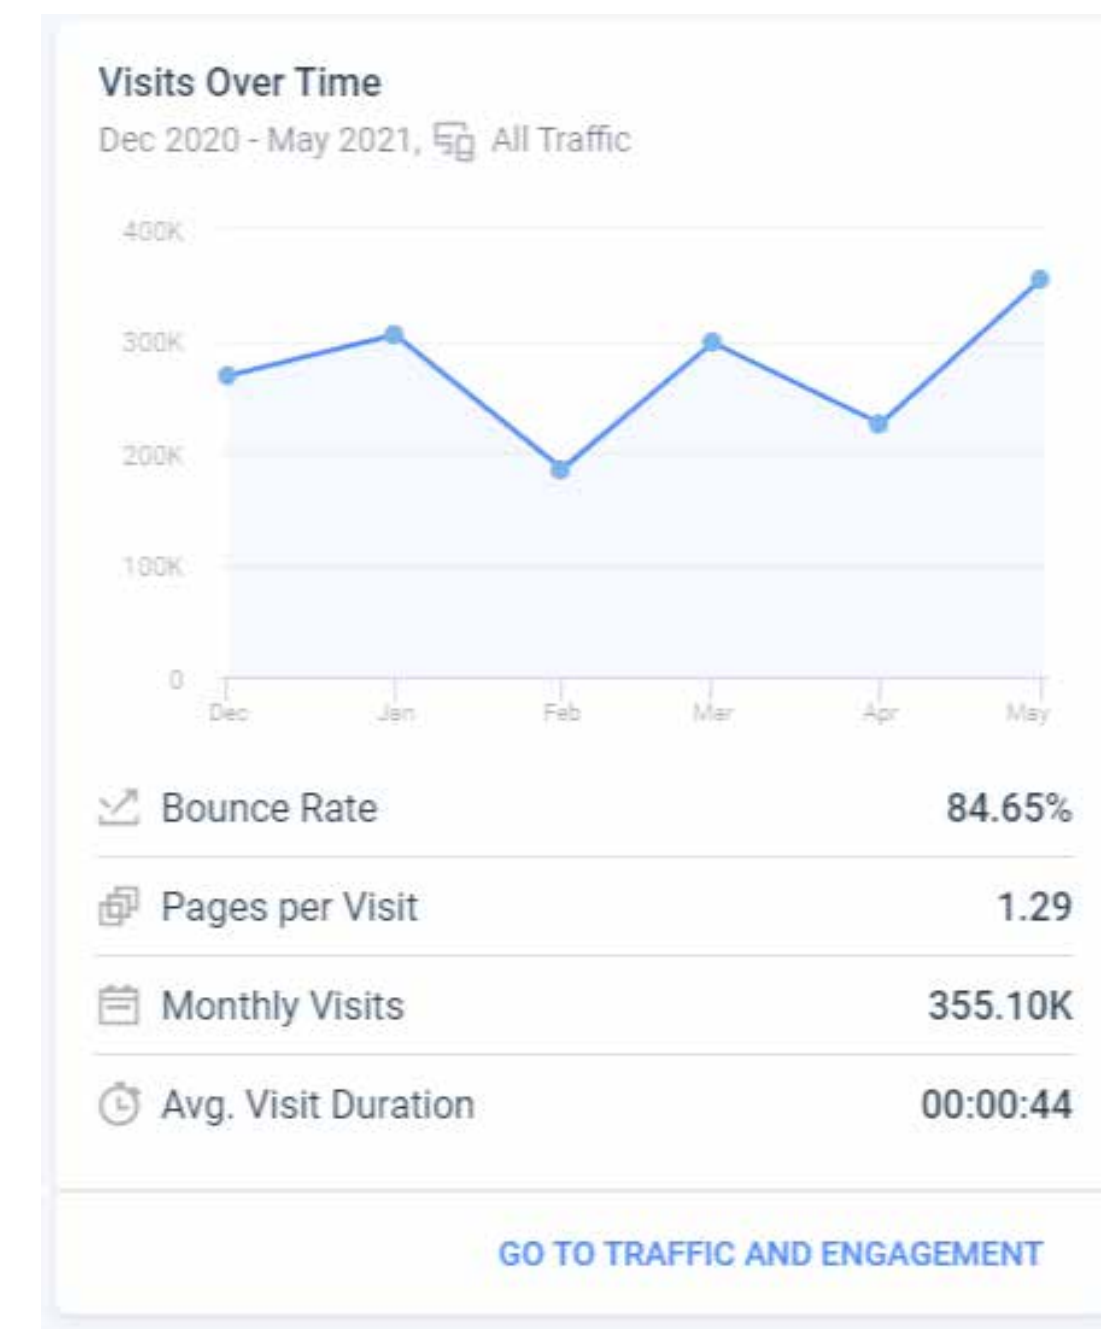 Visits Over Time
Dec 2020 - May 2021, All Traffic
400K
300K
200K
100K
0
Dec Jan Feb Mar Apr May
Bounce Rate 84.65%
Pages per Visit 1.29
Monthly Visits 355.10K
Avg. Visit Duration 00:00:44
GO TO TRAFFIC AND ENGAGEMENT